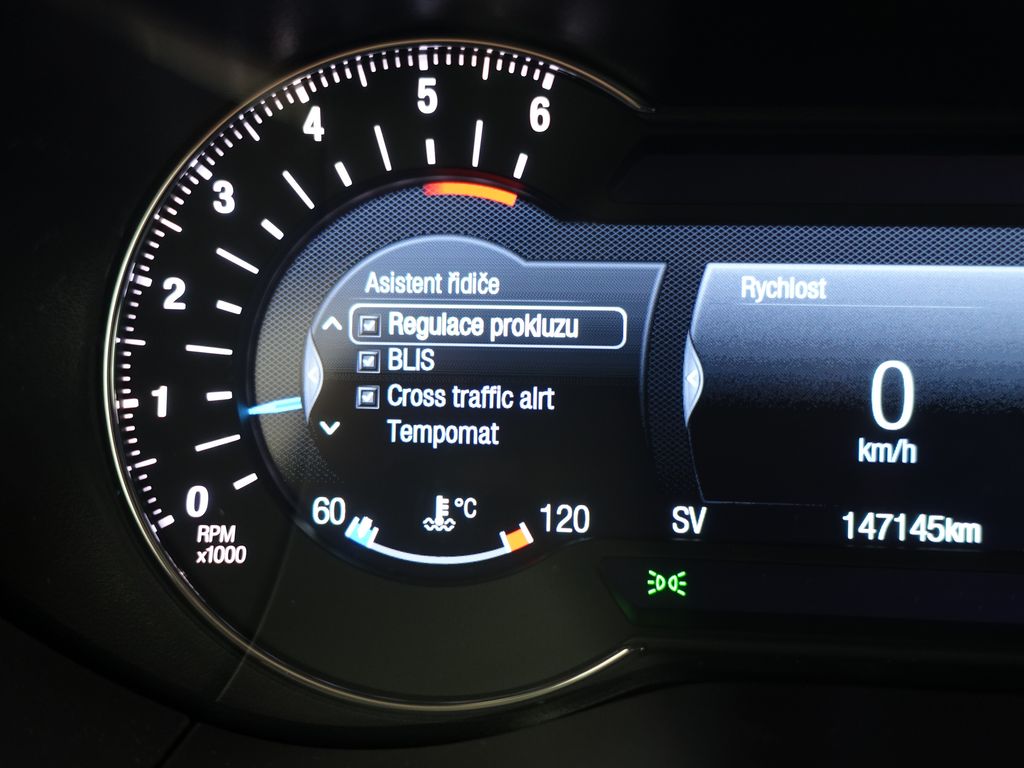 6
5
4
3
2
1
0
RPM
x1000
Asistent řidiče
Regulace prokluzu
BLIS
Cross traffic alrt
Tempomat
60
°C
120
Rychlost
0
km/h
SV
147145km